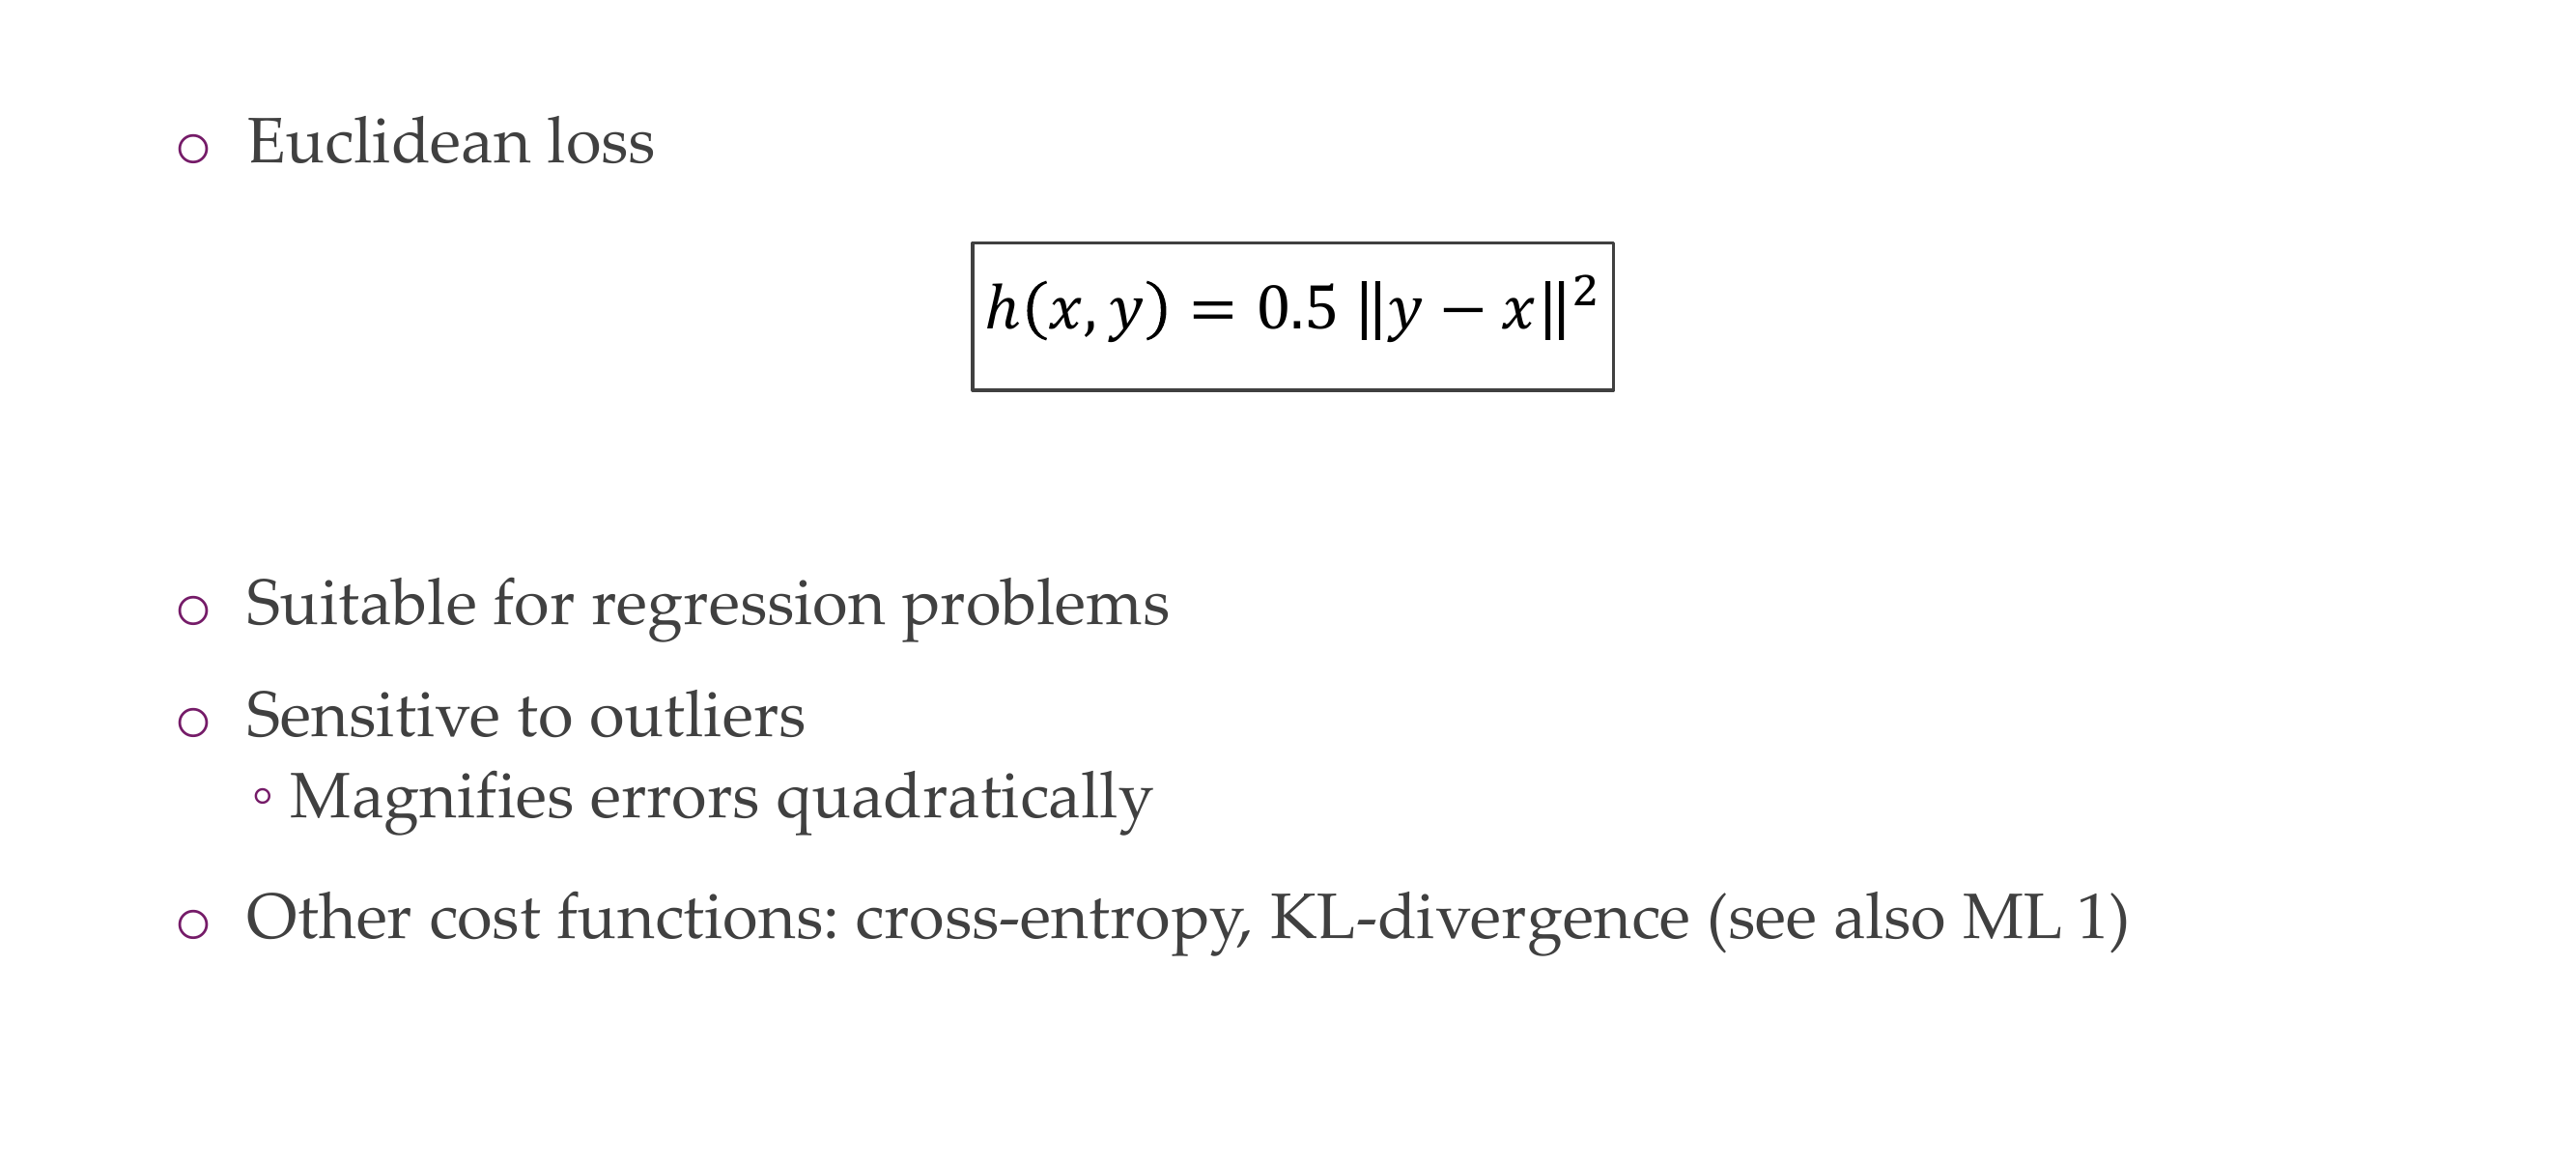 Euclidean loss
h(x, y) = 0.5 ‖y − x‖²
Suitable for regression problems
Sensitive to outliers
Magnifies errors quadratically
Other cost functions: cross-entropy, KL-divergence (see also ML 1)